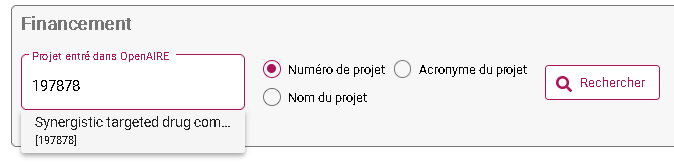 Financement
Projet entré dans OpenAIRE
197878
Numéro de projet
Acronyme du projet
Nom du projet
Rechercher
Synergistic targeted drug com...
[197878]